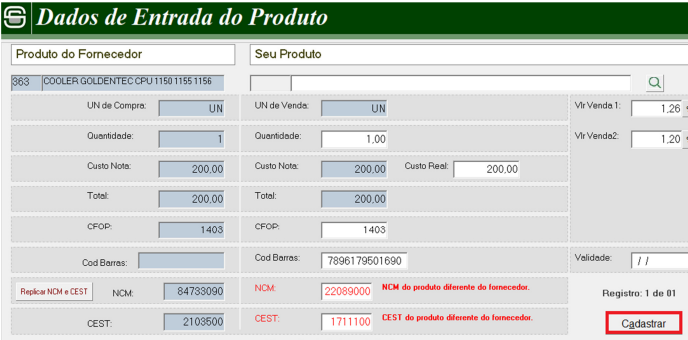 Dados de Entrada do Produto
Produto do Fornecedor
Seu Produto
363 COOLER GOLDENTEC CPU 1150 1155 1156
UN de Compra: UN UN de Venda: UN Vlr Venda 1: 1,26
Quantidade: 1 Quantidade: 1,00 Vlr Venda2: 1,20
Custo Nota: 200,00 Custo Nota: 200,00 Custo Real: 200,00
Total: 200,00 Total: 200,00
CFOP: 1403 CFOP: 1403
Cod Barras: Cod Barras: 7896179501690 Validade: / /
Replicar NCM e CEST NCM: 84733090 NCM: 22089000 NCM do produto diferente do fornecedor. Registro: 1 de 01
CEST: 2103500 CEST: 1711100 CEST do produto diferente do fornecedor. Cadastrar